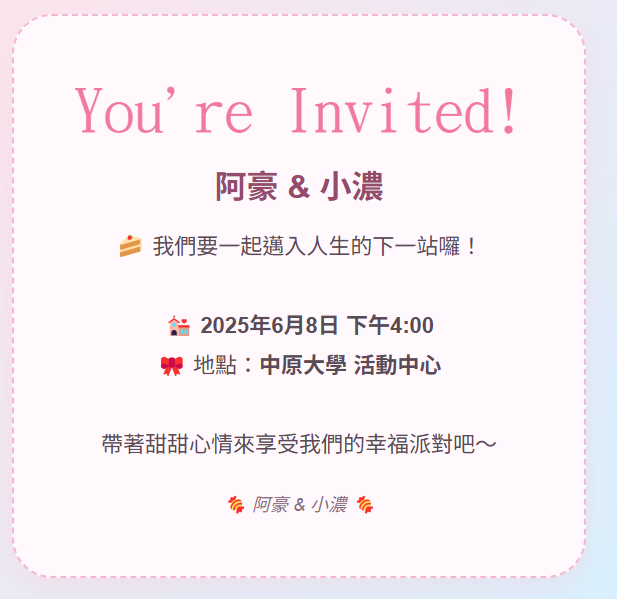 You're Invited!
阿豪 & 小濃
🍰 我們要一起邁入人生的下一站囉！
💒 2025年6月8日 下午4:00
🎀 地點：中原大學 活動中心
帶著甜甜心情來享受我們的幸福派對吧～
🍖 阿豪 & 小濃 🍖